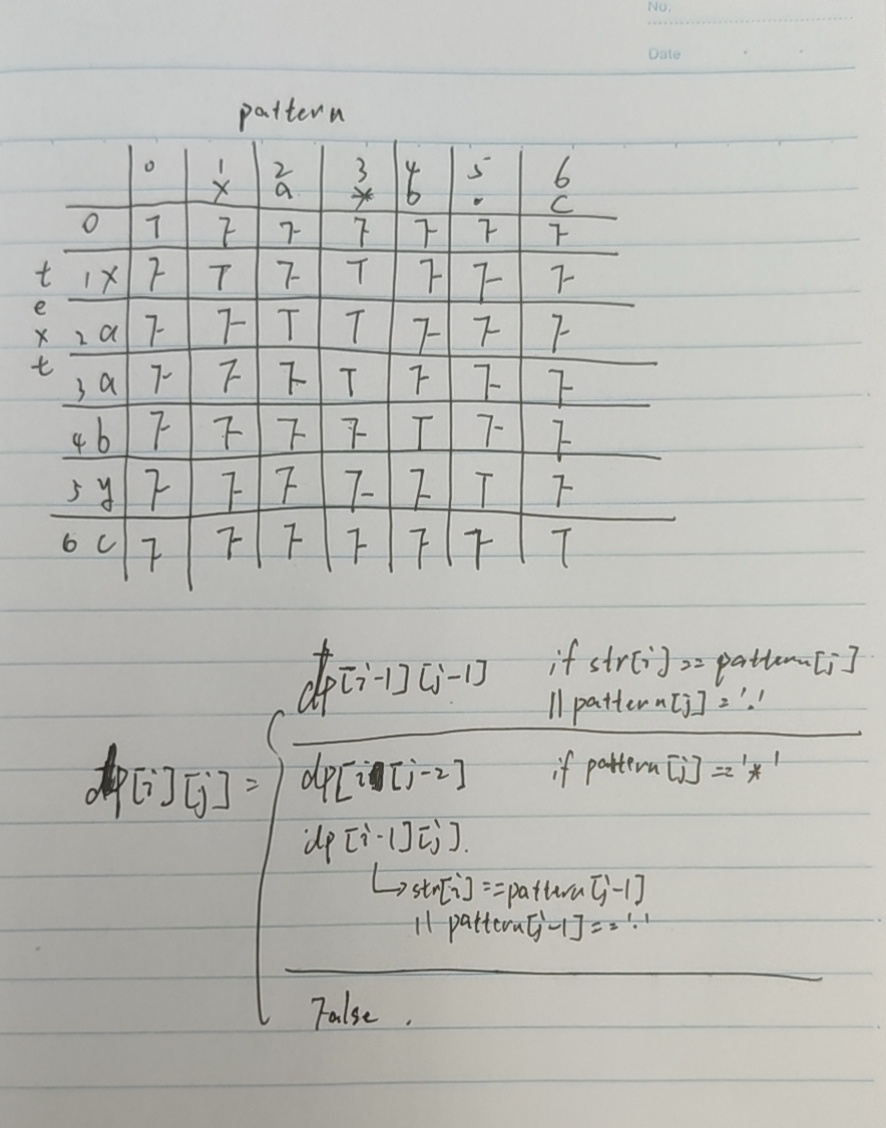 No.
Date
pattern
0 1 2 3 4 5 6
x a * b . c
text
0 T F F F F F F
1 x F T F T F F F
2 a F F T T F F F
3 a F F F T F F F
4 b F F F F T F F
5 y F F F F F T F
6 c F F F F F F T
dp[i-1][j-1] if str[i] == pattern[j]
|| pattern[j] = '.'
dp[i][j] =
dp[i][j-2] if pattern[j] == '*'
dp[i-1][j].
↳ str[i] == pattern[j-1]
|| pattern[j-1] == '.'
False .